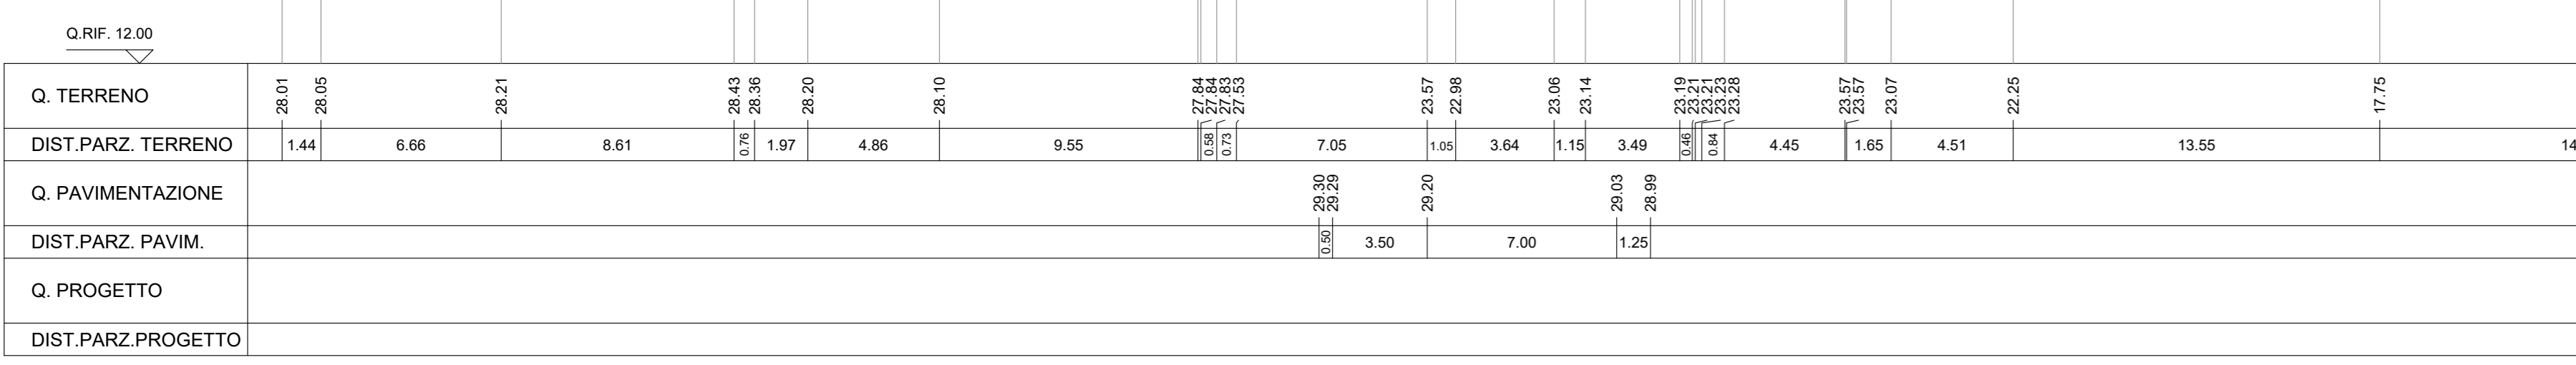 Q.RIF. 12.00
Q. TERRENO 28.01 28.05 28.21 28.43 28.36 28.20 28.10 27.84 27.84 27.83 27.53 23.57 22.98 23.06 23.14 23.19 23.21 23.21 23.23 23.28 23.57 23.57 23.07 22.25 17.75
DIST.PARZ. TERRENO 1.44 6.66 8.61 0.76 1.97 4.86 9.55 0.58 0.73 7.05 1.05 3.64 1.15 3.49 0.46 0.84 4.45 1.65 4.51 13.55 14
Q. PAVIMENTAZIONE 29.30 29.29 29.20 29.03 28.99
DIST.PARZ. PAVIM. 0.50 3.50 7.00 1.25
Q. PROGETTO
DIST.PARZ.PROGETTO